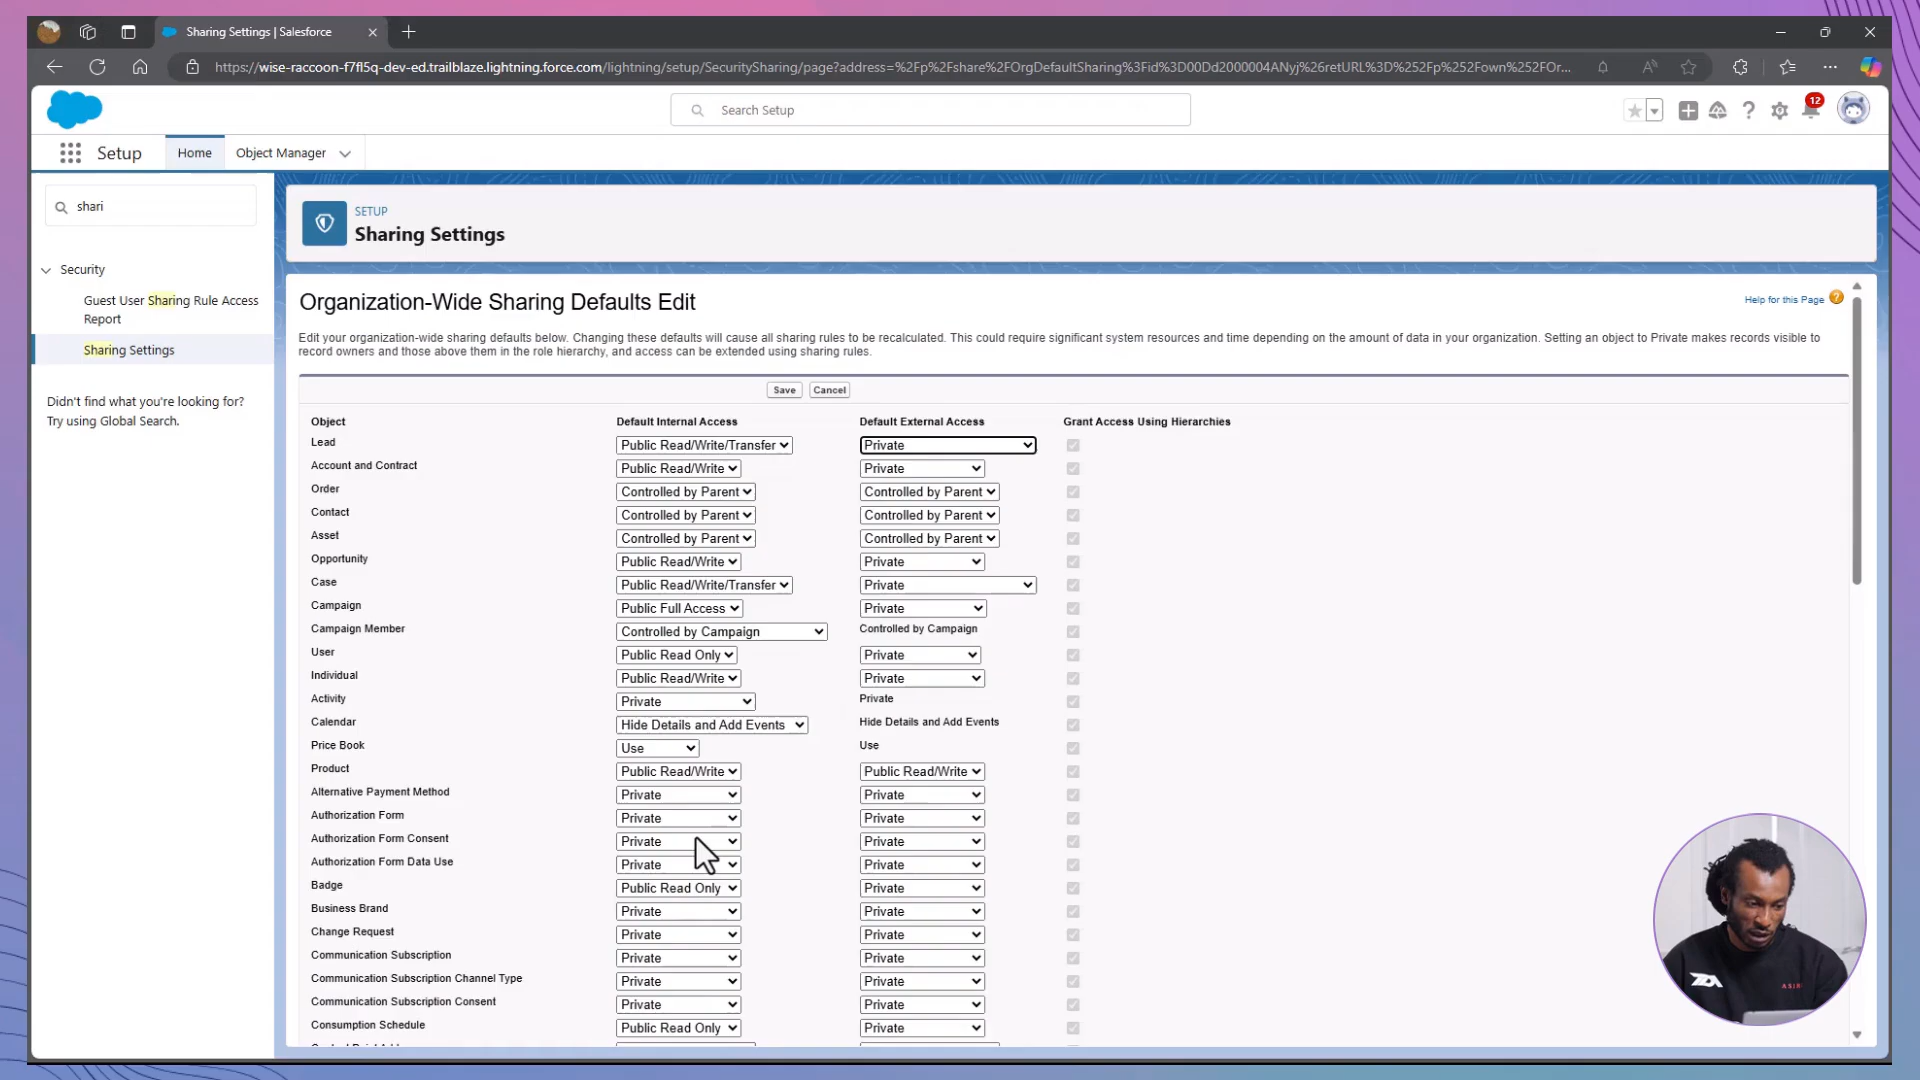 Sharing Settings | Salesforce
https://wise-raccoon-f7fl5q-dev-ed.trailblaze.lightning.force.com/lightning/setup/SecuritySharing/page?address=%2Fp%2Fshare%2FOrgDefaultSharing%3Fid%3D00Dd2000004ANyj%26retURL%3D%252Fp%252Fown%252FOr...
Search Setup
12
Setup
Home
Object Manager
shari
Security
Guest User Sharing Rule Access
Report
Sharing Settings
Didn't find what you're looking for?
Try using Global Search.
SETUP
Sharing Settings
Organization-Wide Sharing Defaults Edit
Help for this Page ?
Edit your organization-wide sharing defaults below. Changing these defaults will cause all sharing rules to be recalculated. This could require significant system resources and time depending on the amount of data in your organization. Setting an object to Private makes records visible to
record owners and those above them in the role hierarchy, and access can be extended using sharing rules.
Save Cancel
Object Default Internal Access Default External Access Grant Access Using Hierarchies
Lead Public Read/Write/Transfer Private
Account and Contract Public Read/Write Private
Order Controlled by Parent Controlled by Parent
Contact Controlled by Parent Controlled by Parent
Asset Controlled by Parent Controlled by Parent
Opportunity Public Read/Write Private
Case Public Read/Write/Transfer Private
Campaign Public Full Access Private
Campaign Member Controlled by Campaign Controlled by Campaign
User Public Read Only Private
Individual Public Read/Write Private
Activity Private Private
Calendar Hide Details and Add Events Hide Details and Add Events
Price Book Use Use
Product Public Read/Write Public Read/Write
Alternative Payment Method Private Private
Authorization Form Private Private
Authorization Form Consent Private Private
Authorization Form Data Use Private Private
Badge Public Read Only Private
Business Brand Private Private
Change Request Private Private
Communication Subscription Private Private
Communication Subscription Channel Type Private Private
Communication Subscription Consent Private Private
Consumption Schedule Public Read Only Private